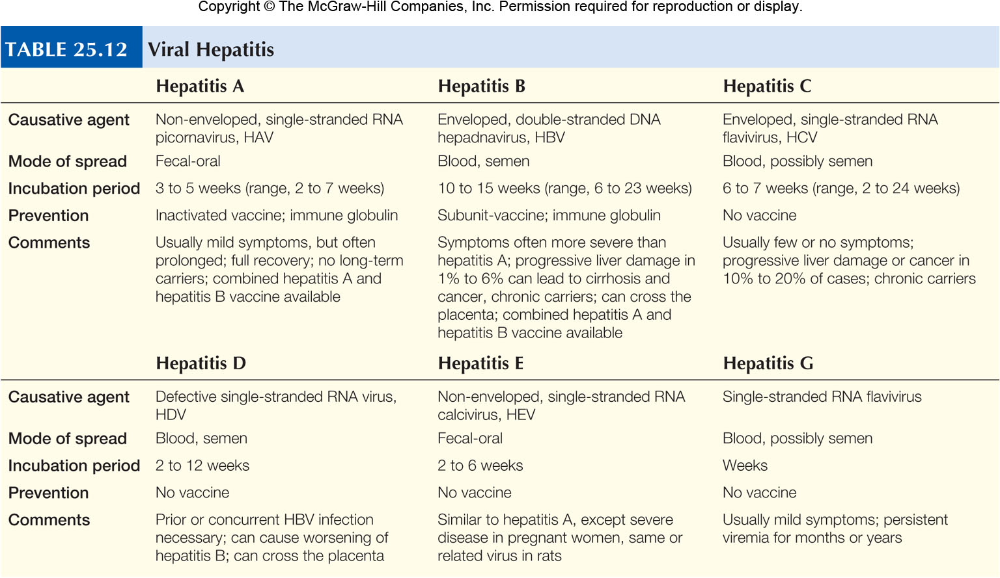 Copyright © The McGraw-Hill Companies, Inc. Permission required for reproduction or display.
TABLE 25.12 Viral Hepatitis
Hepatitis A Hepatitis B Hepatitis C
Causative agent Non-enveloped, single-stranded RNA Enveloped, double-stranded DNA Enveloped, single-stranded RNA
picornavirus, HAV hepadnavirus, HBV flavivirus, HCV
Mode of spread Fecal-oral Blood, semen Blood, possibly semen
Incubation period 3 to 5 weeks (range, 2 to 7 weeks) 10 to 15 weeks (range, 6 to 23 weeks) 6 to 7 weeks (range, 2 to 24 weeks)
Prevention Inactivated vaccine; immune globulin Subunit-vaccine; immune globulin No vaccine
Comments Usually mild symptoms, but often Symptoms often more severe than Usually few or no symptoms;
prolonged; full recovery; no long-term hepatitis A; progressive liver damage in progressive liver damage or cancer in
carriers; combined hepatitis A and 1% to 6% can lead to cirrhosis and 10% to 20% of cases; chronic carriers
hepatitis B vaccine available cancer, chronic carriers; can cross the
placenta; combined hepatitis A and
hepatitis B vaccine available
Hepatitis D Hepatitis E Hepatitis G
Causative agent Defective single-stranded RNA virus, Non-enveloped, single-stranded RNA Single-stranded RNA flavivirus
HDV calcivirus, HEV
Mode of spread Blood, semen Fecal-oral Blood, possibly semen
Incubation period 2 to 12 weeks 2 to 6 weeks Weeks
Prevention No vaccine No vaccine No vaccine
Comments Prior or concurrent HBV infection Similar to hepatitis A, except severe Usually mild symptoms; persistent
necessary; can cause worsening of disease in pregnant women, same or viremia for months or years
hepatitis B; can cross the placenta related virus in rats